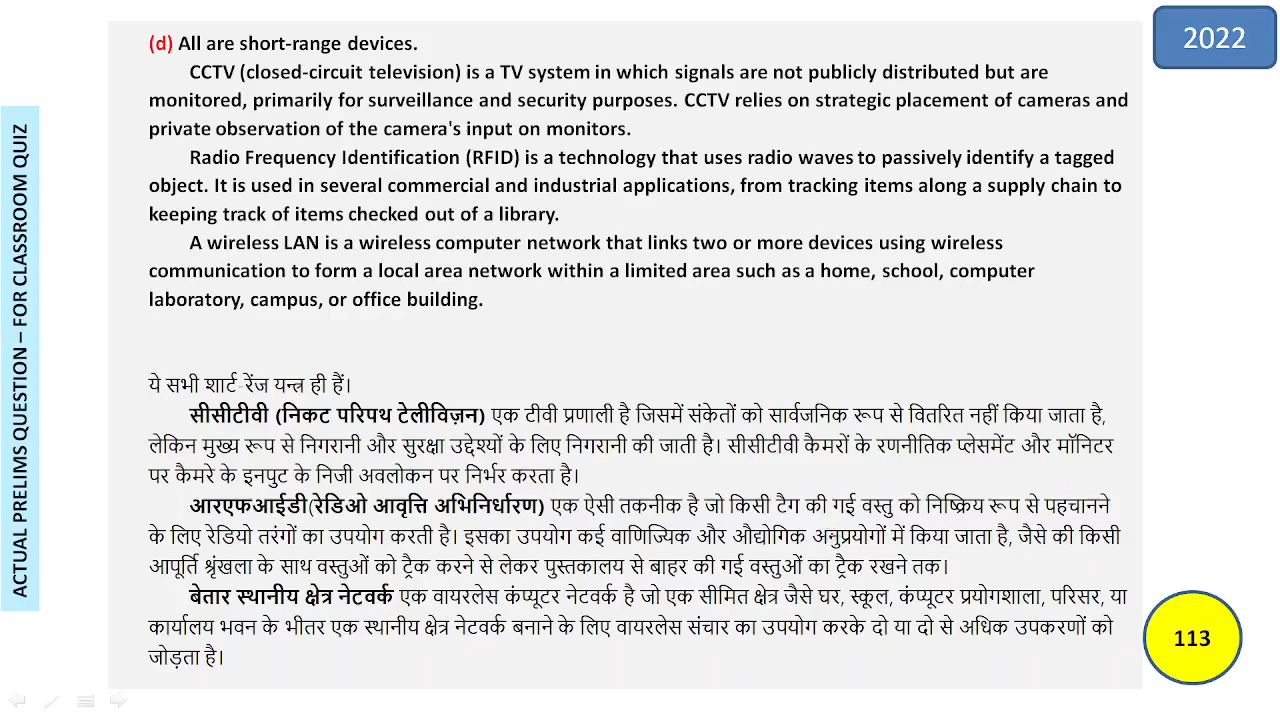 (d) All are short-range devices.
CCTV (closed-circuit television) is a TV system in which signals are not publicly distributed but are
monitored, primarily for surveillance and security purposes. CCTV relies on strategic placement of cameras and
private observation of the camera's input on monitors.
Radio Frequency Identification (RFID) is a technology that uses radio waves to passively identify a tagged
object. It is used in several commercial and industrial applications, from tracking items along a supply chain to
keeping track of items checked out of a library.
A wireless LAN is a wireless computer network that links two or more devices using wireless
communication to form a local area network within a limited area such as a home, school, computer
laboratory, campus, or office building.
ये सभी शार्ट-रेंज यन्त्र ही हैं।
सीसीटीवी (निकट परिपथ टेलीविज़न) एक टीवी प्रणाली है जिसमें संकेतों को सार्वजनिक रूप से वितरित नहीं किया जाता है,
लेकिन मुख्य रूप से निगरानी और सुरक्षा उद्देश्यों के लिए निगरानी की जाती है। सीसीटीवी कैमरों के रणनीतिक प्लेसमेंट और मॉनिटर
पर कैमरे के इनपुट के निजी अवलोकन पर निर्भर करता है।
आरएफआईडी(रेडिओ आवृत्ति अभिनिर्धारण) एक ऐसी तकनीक है जो किसी टैग की गई वस्तु को निष्क्रिय रूप से पहचानने
के लिए रेडियो तरंगों का उपयोग करती है। इसका उपयोग कई वाणिज्यिक और औद्योगिक अनुप्रयोगों में किया जाता है, जैसे की किसी
आपूर्ति श्रृंखला के साथ वस्तुओं को ट्रैक करने से लेकर पुस्तकालय से बाहर की गई वस्तुओं का ट्रैक रखने तक।
बेतार स्थानीय क्षेत्र नेटवर्क एक वायरलेस कंप्यूटर नेटवर्क है जो एक सीमित क्षेत्र जैसे घर, स्कूल, कंप्यूटर प्रयोगशाला, परिसर, या
कार्यालय भवन के भीतर एक स्थानीय क्षेत्र नेटवर्क बनाने के लिए वायरलेस संचार का उपयोग करके दो या दो से अधिक उपकरणों को
जोड़ता है।
2022
ACTUAL PRELIMS QUESTION – FOR CLASSROOM QUIZ
113